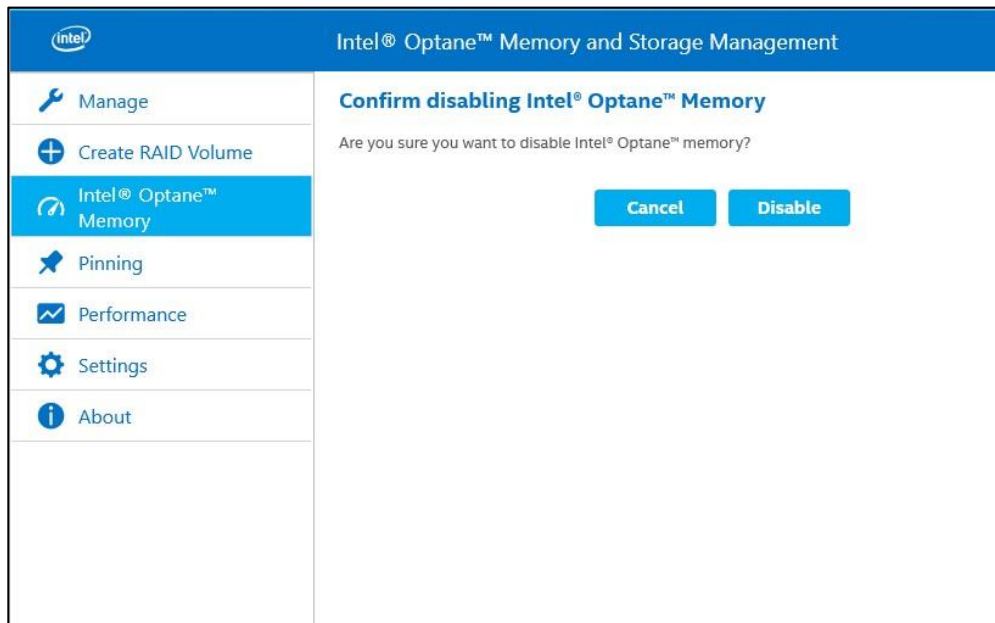 intel
Intel® Optane™ Memory and Storage Management
Manage
Create RAID Volume
Intel® Optane™
Memory
Pinning
Performance
Settings
About
Confirm disabling Intel® Optane™ Memory
Are you sure you want to disable Intel® Optane™ memory?
Cancel Disable